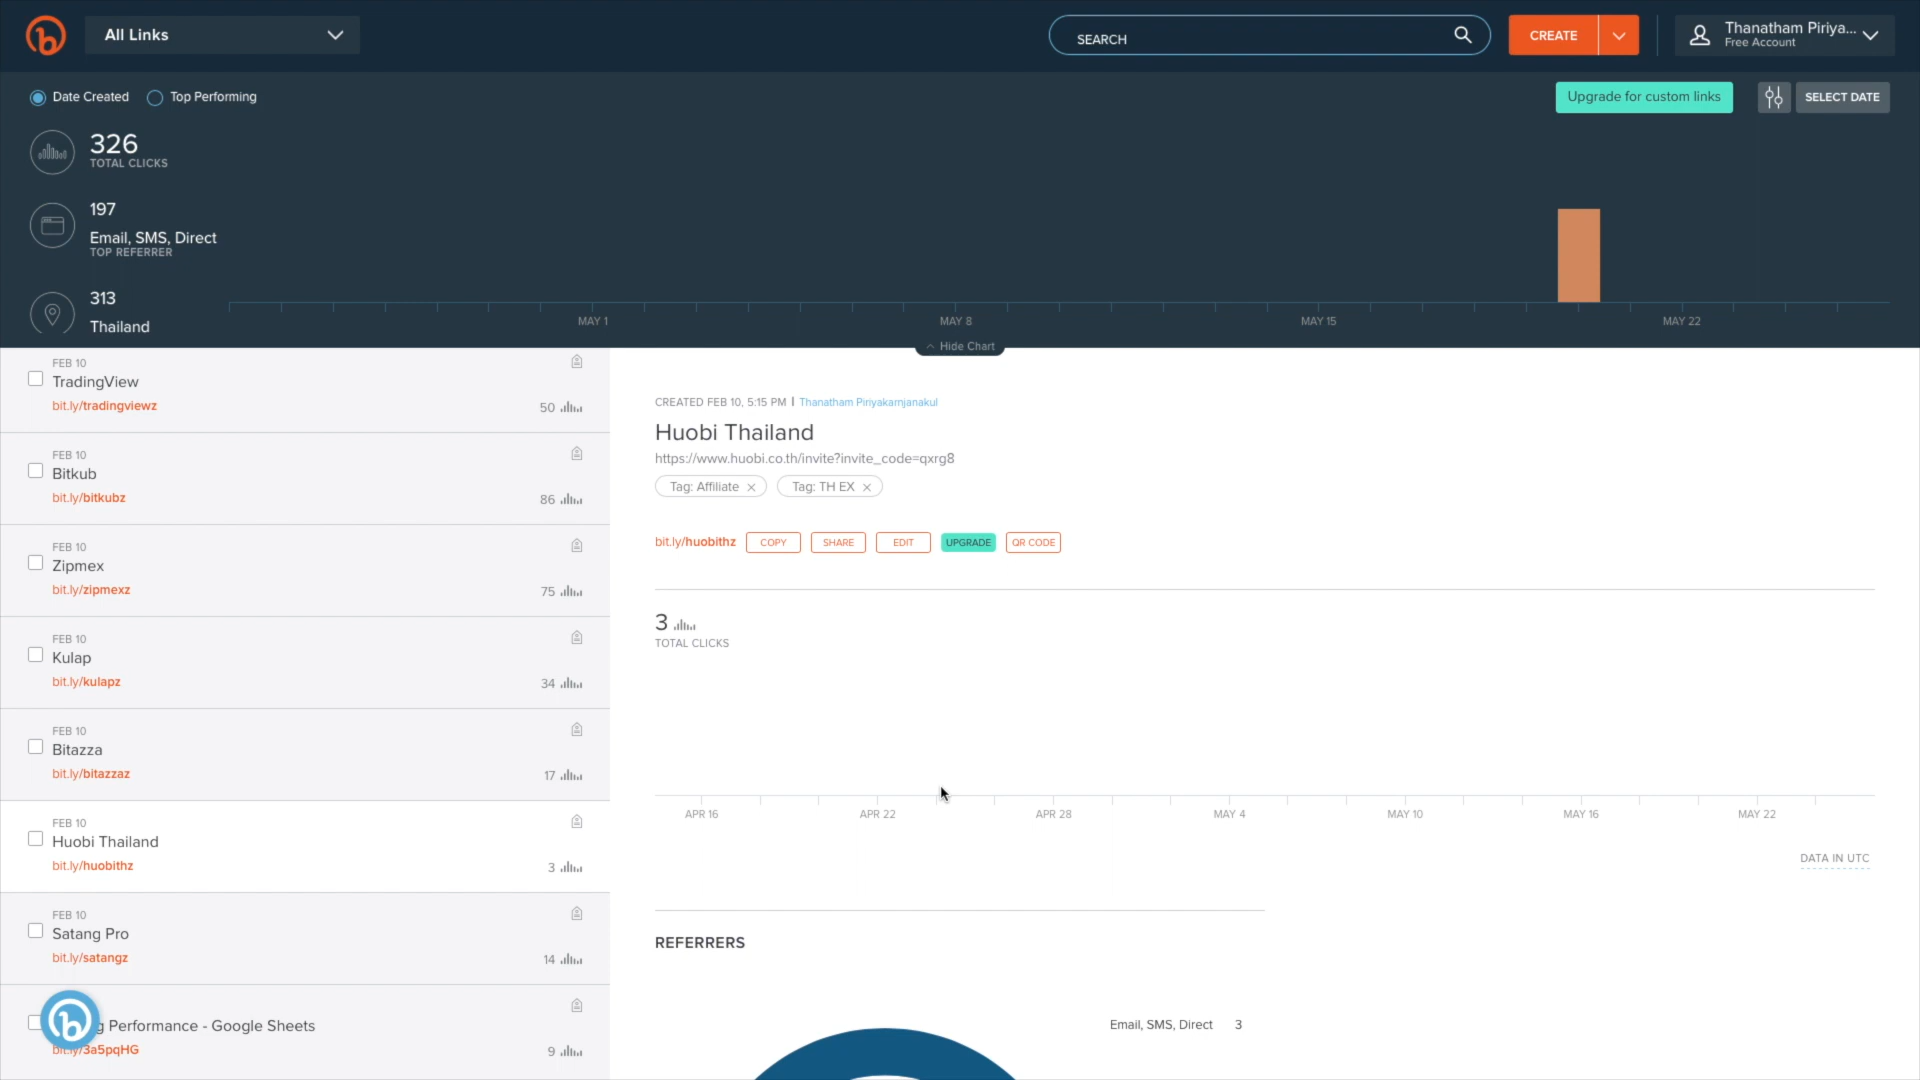 All Links
SEARCH
CREATE
Thanatham Piriya...
Free Account
Date Created
Top Performing
Upgrade for custom links
SELECT DATE
326
TOTAL CLICKS
197
Email, SMS, Direct
TOP REFERRER
313
Thailand
MAY 1
MAY 8
MAY 15
MAY 22
Hide Chart
FEB 10
TradingView
bit.ly/tradingviewz
50
FEB 10
Bitkub
bit.ly/bitkubz
86
FEB 10
Zipmex
bit.ly/zipmexz
75
FEB 10
Kulap
bit.ly/kulapz
34
FEB 10
Bitazza
bit.ly/bitazzaz
17
FEB 10
Huobi Thailand
bit.ly/huobithz
3
FEB 10
Satang Pro
bit.ly/satangz
14
g Performance - Google Sheets
bit.ly/3a5pqHG
9
CREATED FEB 10, 5:15 PM | Thanatham Piriyakarnjanakul
Huobi Thailand
https://www.huobi.co.th/invite?invite_code=qxrg8
Tag: Affiliate
Tag: TH EX
bit.ly/huobithz
COPY
SHARE
EDIT
UPGRADE
QR CODE
3
TOTAL CLICKS
APR 16
APR 22
APR 28
MAY 4
MAY 10
MAY 16
MAY 22
DATA IN UTC
REFERRERS
Email, SMS, Direct 3